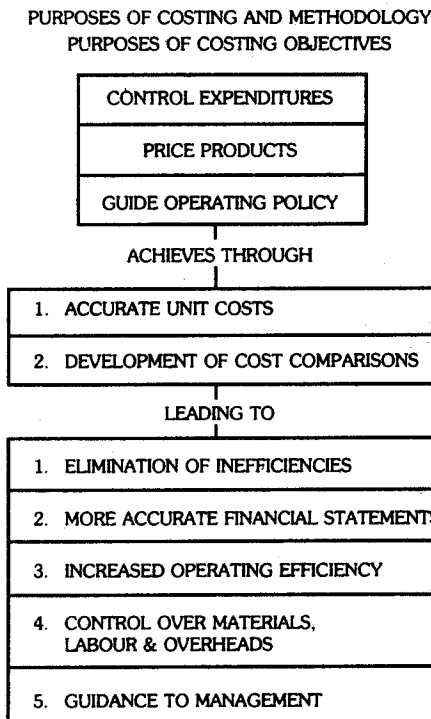 PURPOSES OF COSTING AND METHODOLOGY
PURPOSES OF COSTING OBJECTIVES
CONTROL EXPENDITURES
PRICE PRODUCTS
GUIDE OPERATING POLICY
ACHIEVES THROUGH
1. ACCURATE UNIT COSTS
2. DEVELOPMENT OF COST COMPARISONS
LEADING TO
1. ELIMINATION OF INEFFICIENCIES
2. MORE ACCURATE FINANCIAL STATEMENTS
3. INCREASED OPERATING EFFICIENCY
4. CONTROL OVER MATERIALS,
LABOUR & OVERHEADS
5. GUIDANCE TO MANAGEMENT